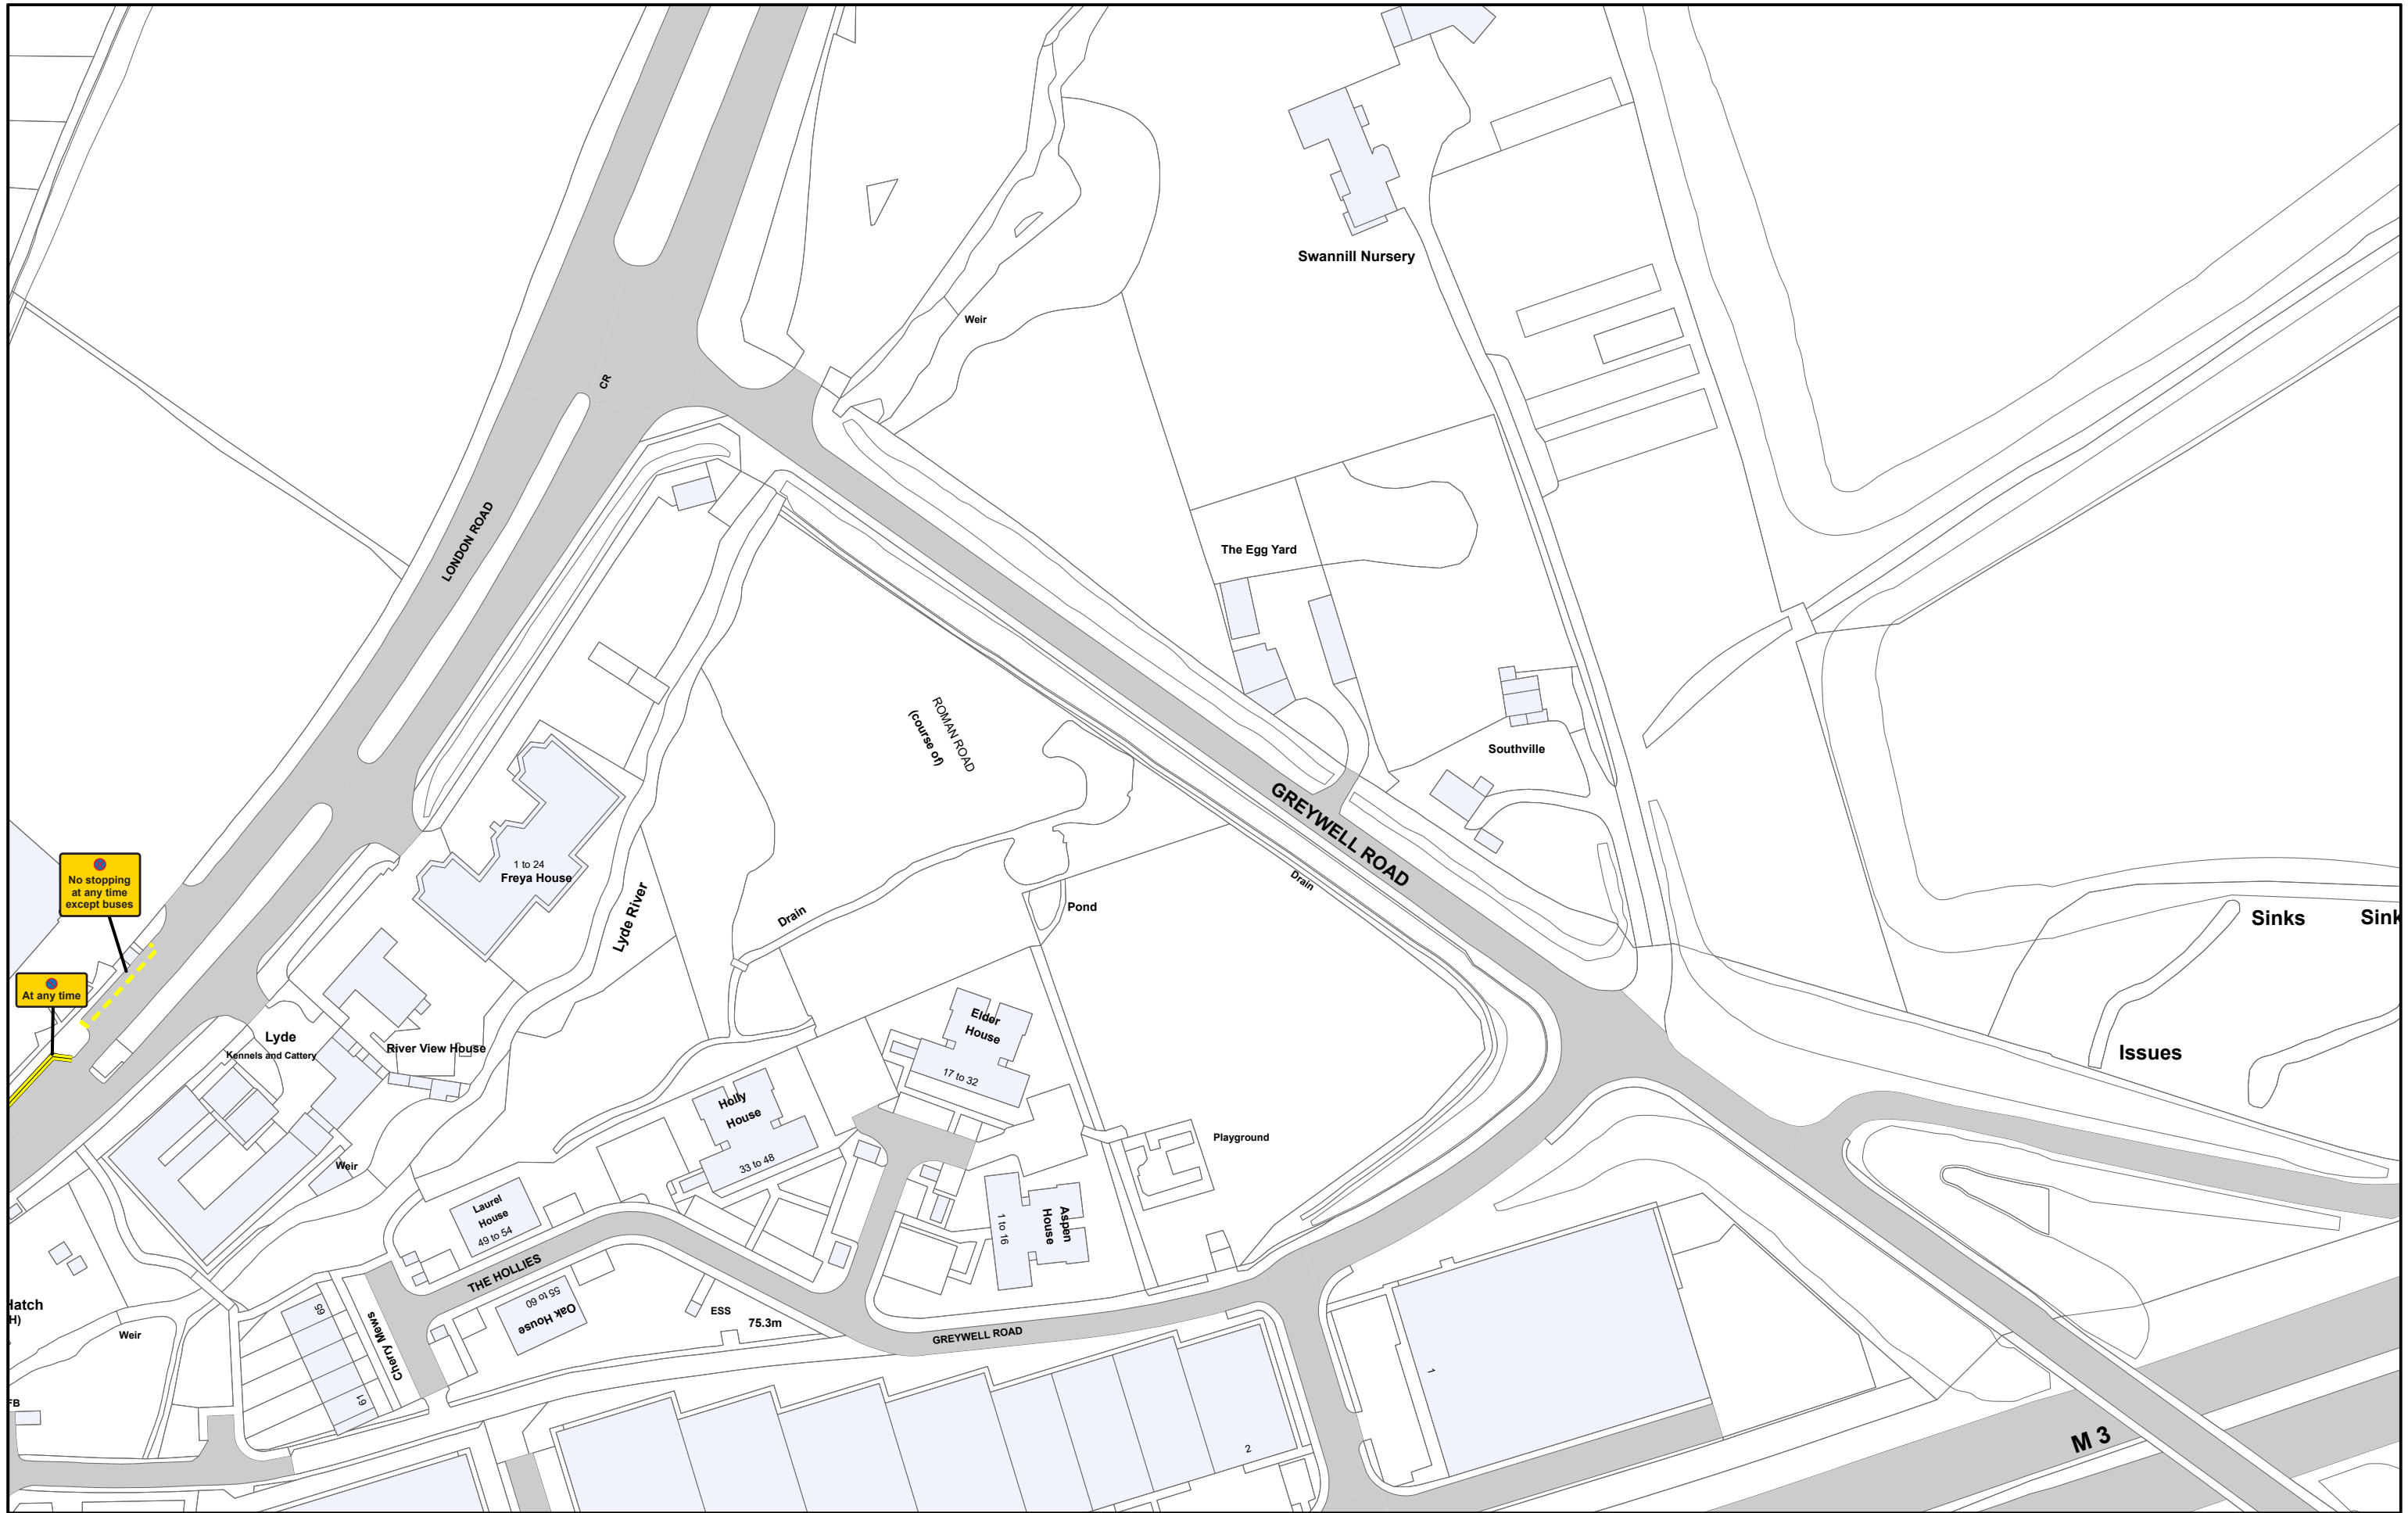 Swannill Nursery
Weir
CR
LONDON ROAD
The Egg Yard
ROMAN ROAD
(course of)
Southville
GREYWELL ROAD
Drain
No stopping
at any time
except buses
1 to 24
Freya House
Lyde River
Drain
Pond
Sinks
Sink
At any time
Lyde
Kennels and Cattery
River View House
Elder
House
17 to 32
Issues
Holly
House
33 to 48
Playground
Weir
Laurel
House
49 to 54
1 to 16
Aspen
House
THE HOLLIES
55 to 60
Oak House
ESS
75.3m
GREYWELL ROAD
Hatch
H)
Weir
65
Cherry Mews
61
FB
1
2
M 3